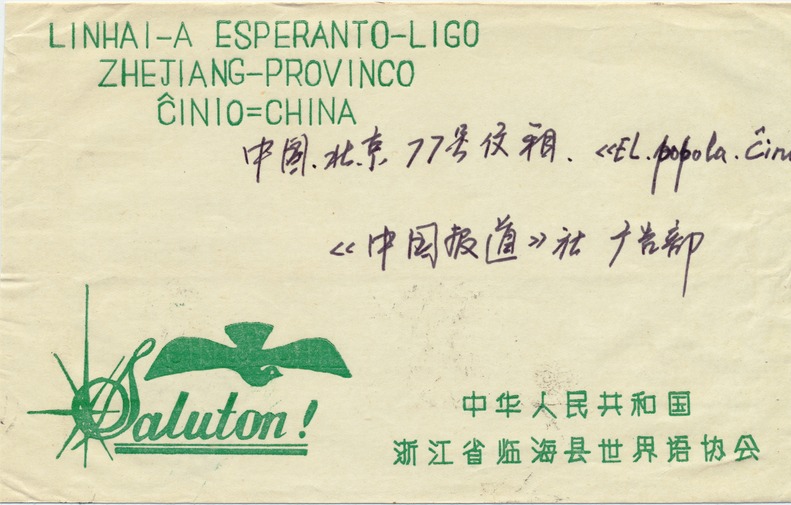 LINHAI-A ESPERANTO-LIGO
ZHEJIANG-PROVINCO
ĈINIO=CHINA
中国.北京77号信箱.《EL.popola.Ĉin
《中国报道》社 广告部
Saluton!
中华人民共和国
浙江省临海县世界语协会